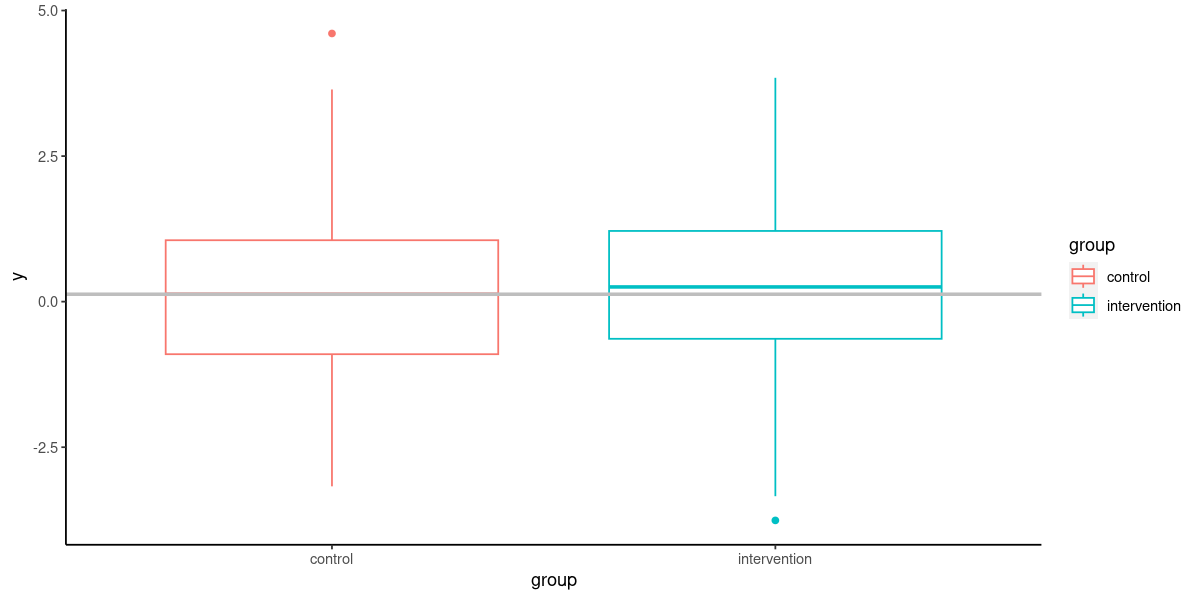 5.0
2.5
0.0
-2.5
y
control
intervention
group
group
control
intervention